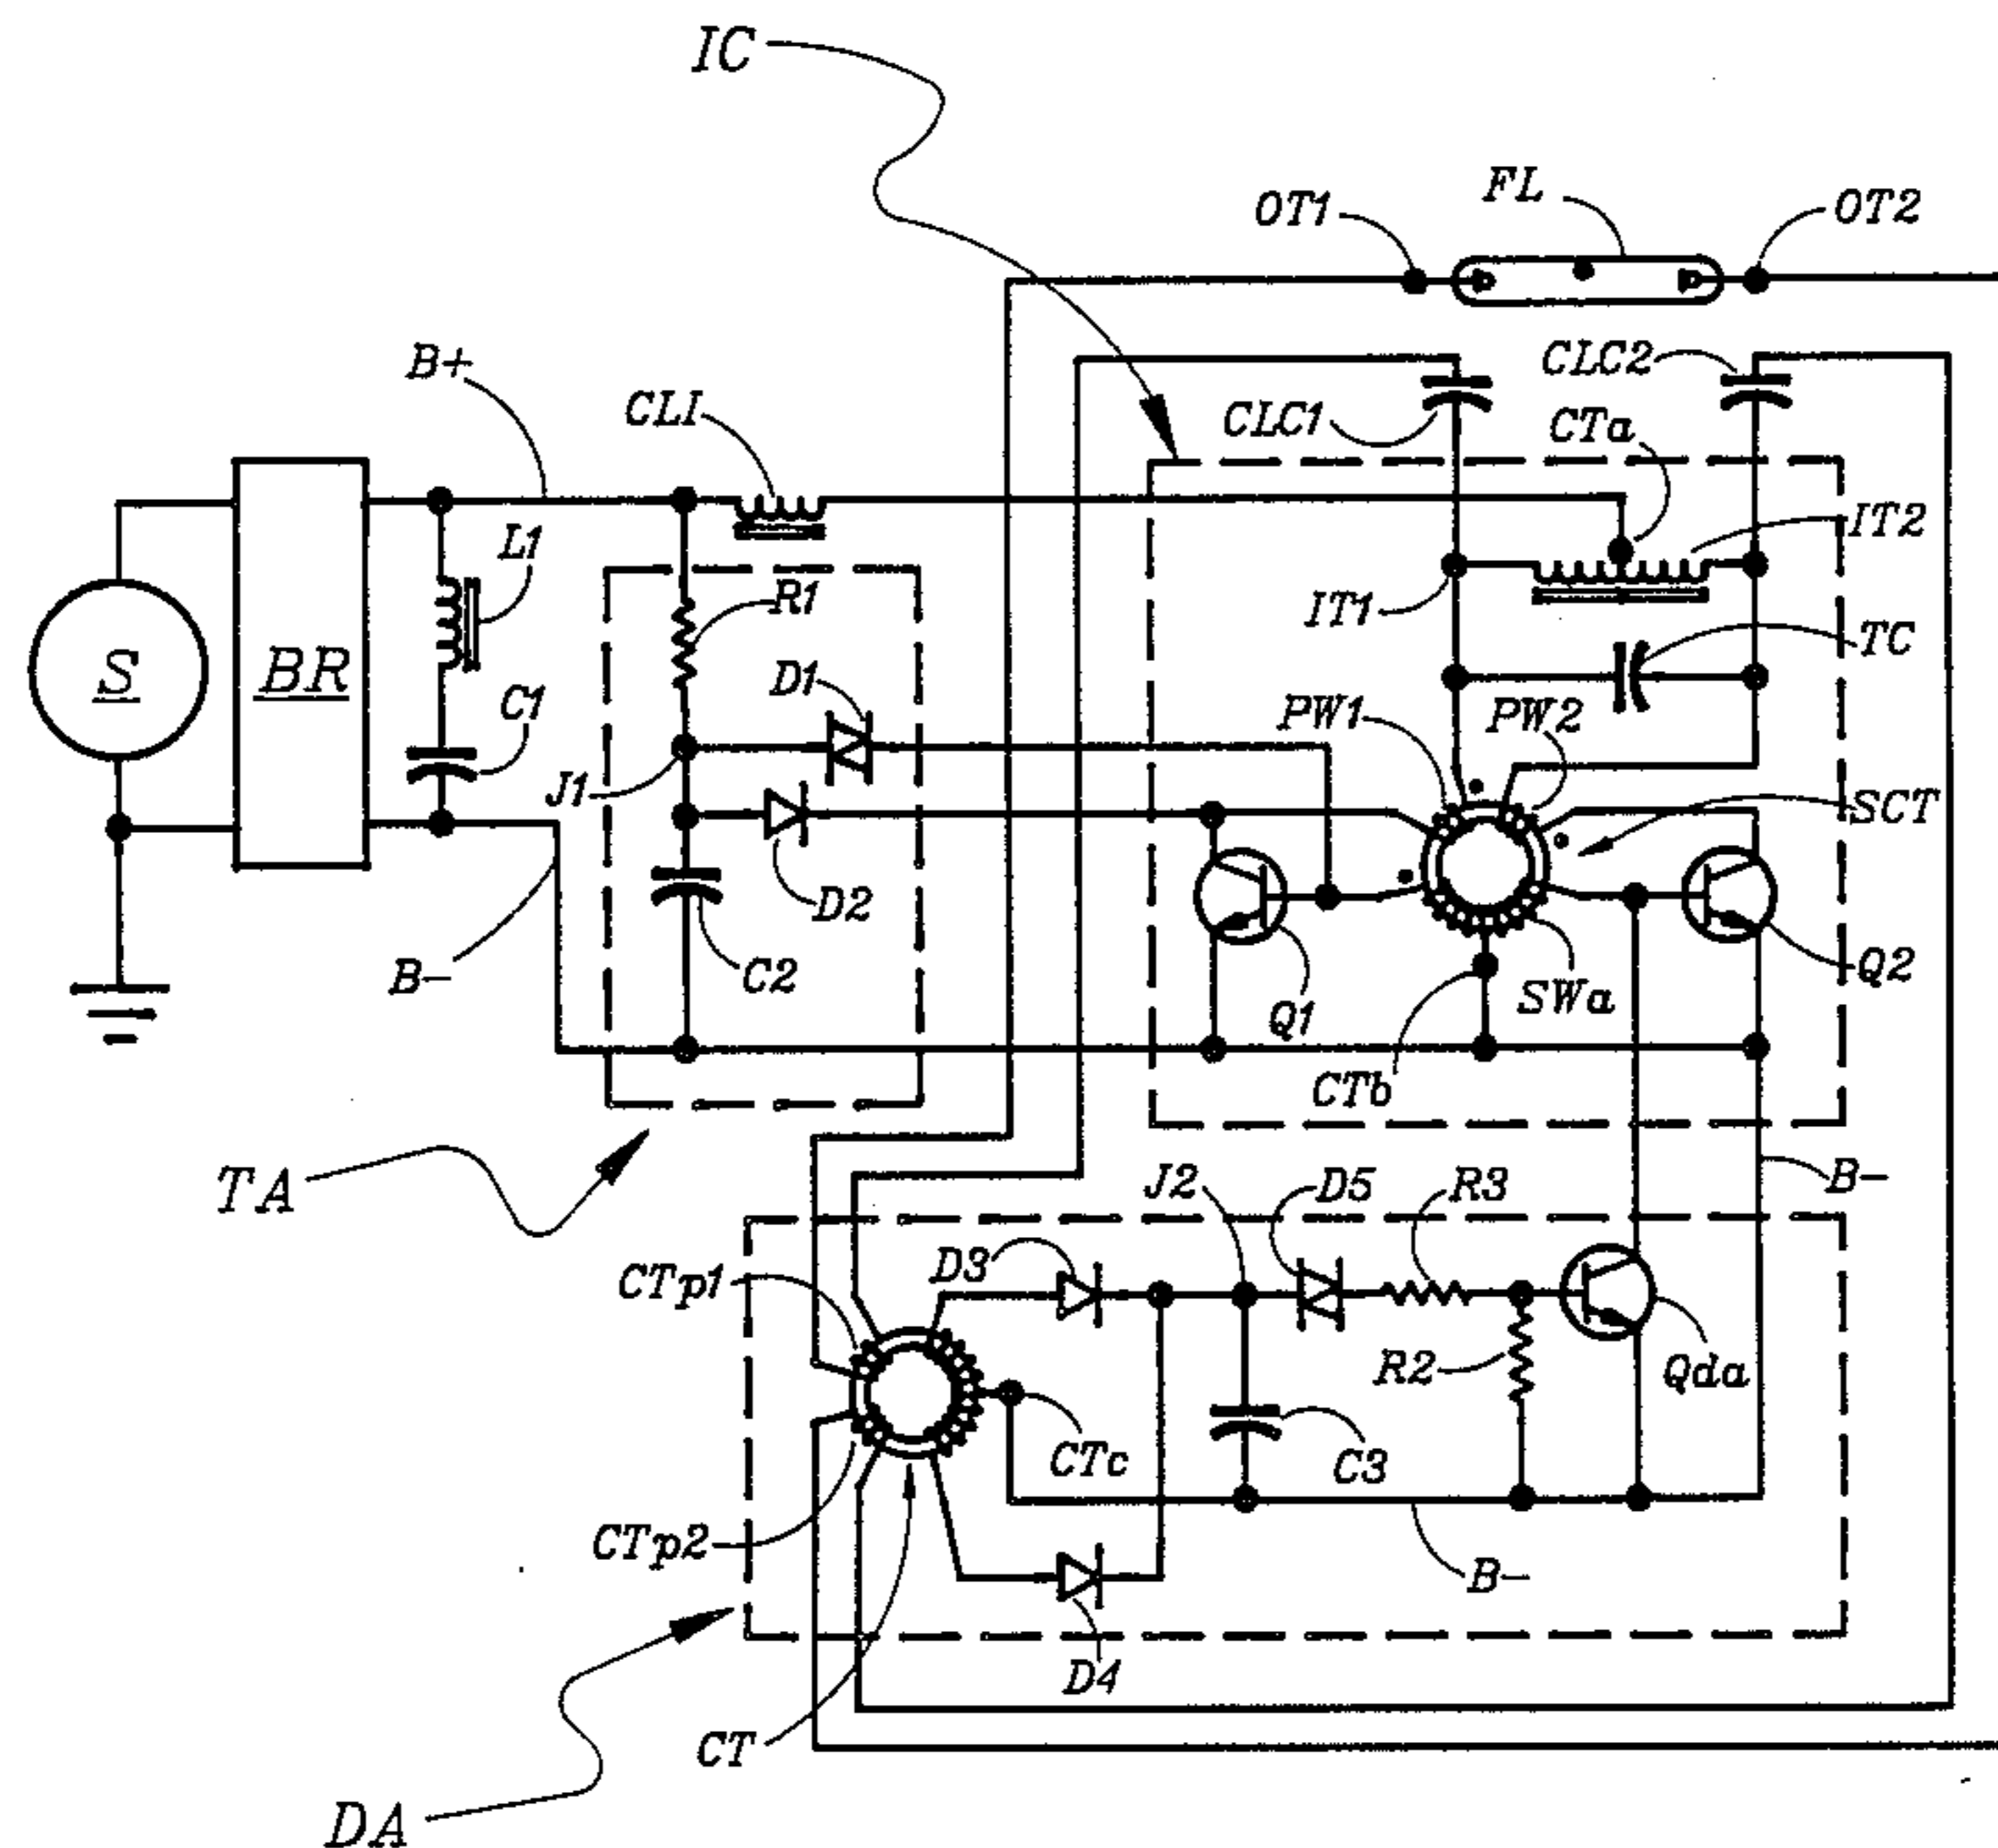 IC
OT1
FL
OT2
B+
CLI
CLC1
CLC2
CTa
IT2
L1
R1
IT1
TC
S
BR
C1
D1
PW1
PW2
J1
SCT
D2
B-
C2
Q1
SWa
Q2
CTb
TA
J2
D5
R3
B-
CTp1
D3
R2
Qda
CTc
C3
CTp2
B-
D4
CT
DA